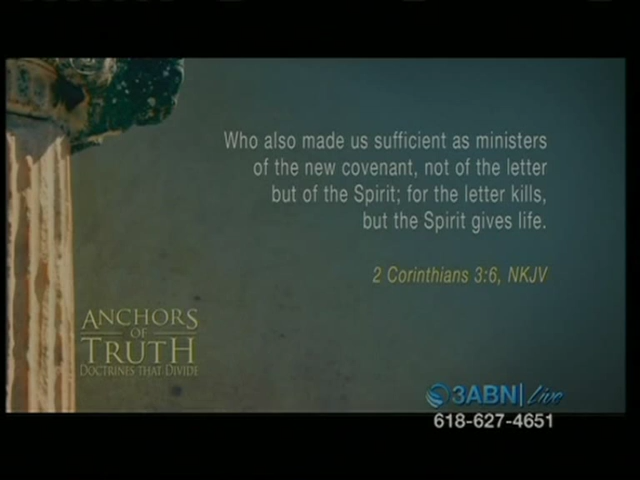 Who also made us sufficient as ministers
of the new covenant, not of the letter
but of the Spirit; for the letter kills,
but the Spirit gives life.
2 Corinthians 3:6, NKJV
ANCHORS
OF
TRUTH
DOCTRINES THAT DIVIDE
3ABN| Live
618-627-4651